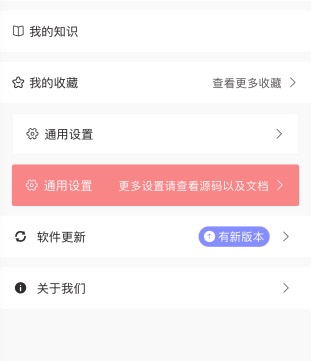 我的知识
我的收藏 查看更多收藏
通用设置
通用设置 更多设置请查看源码以及文档
软件更新 有新版本
关于我们